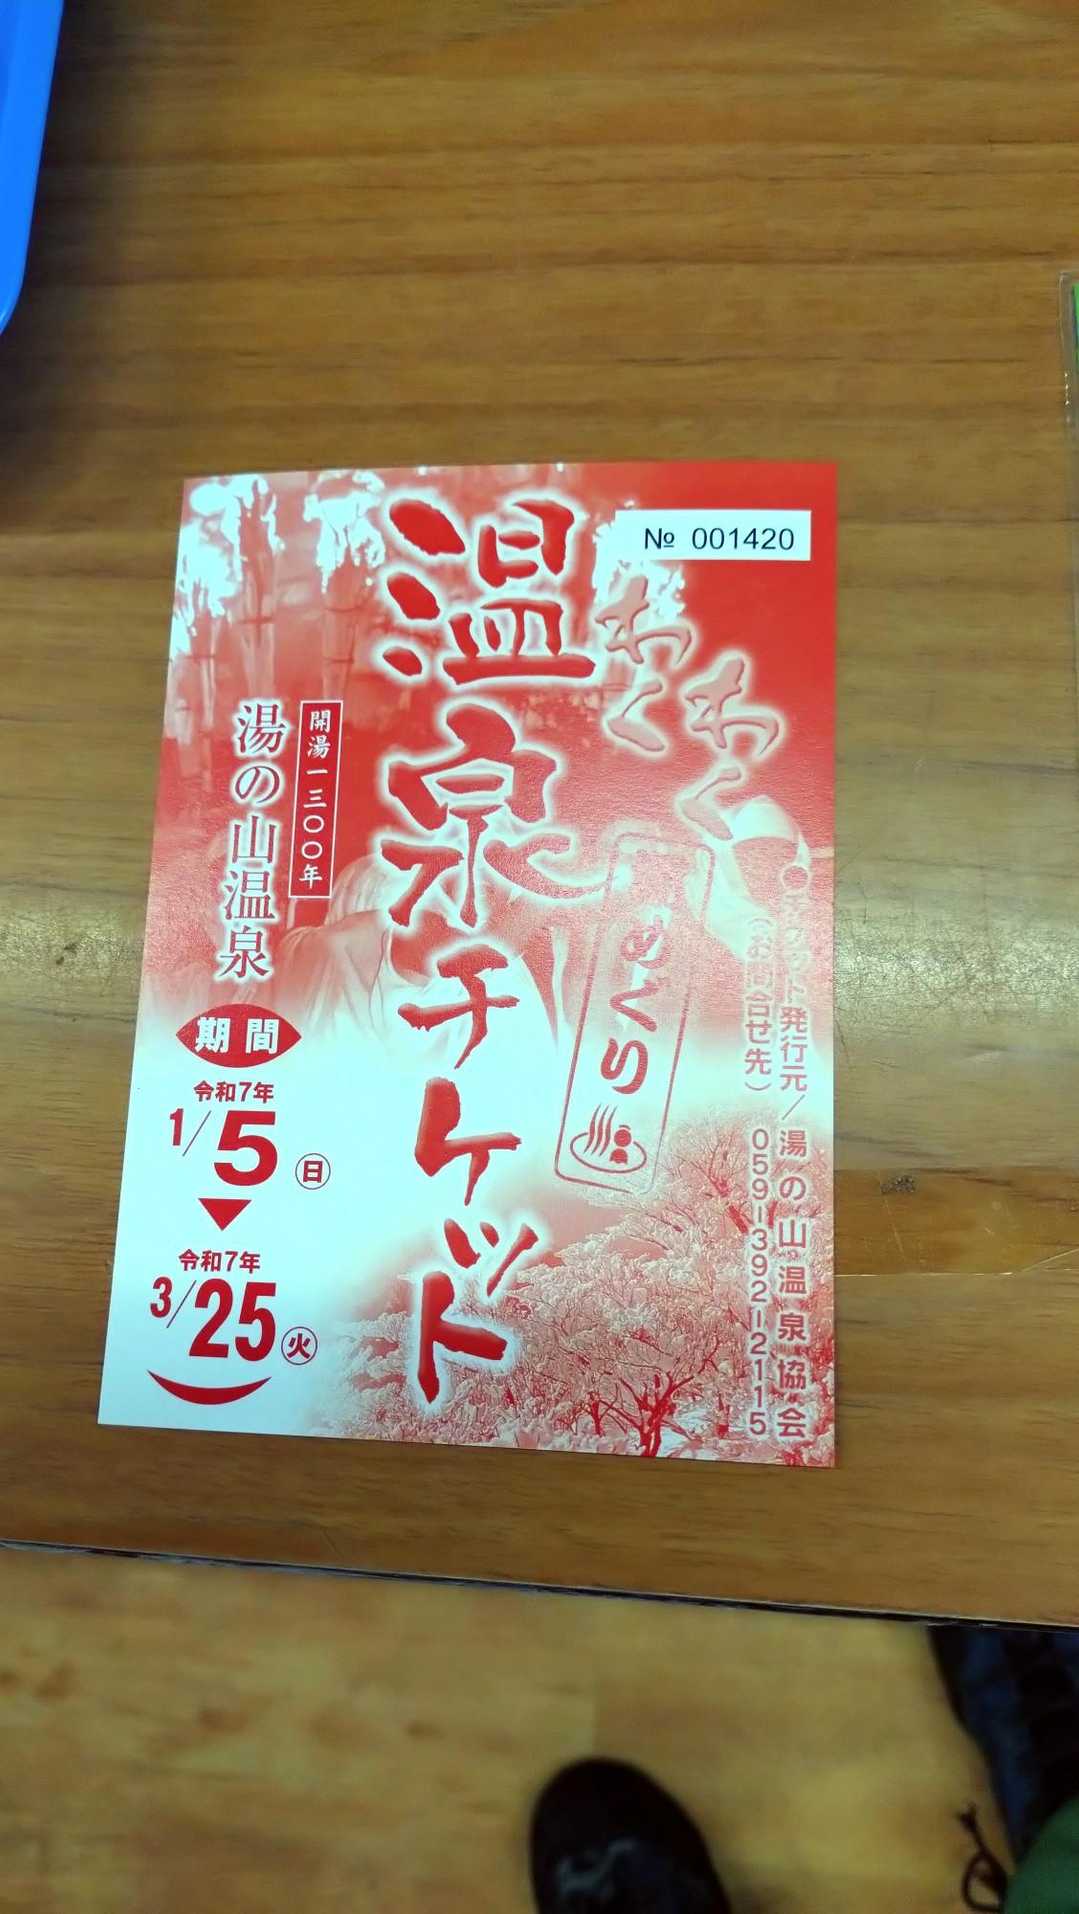 № 001420
わくわく
温泉チケット
めぐり
開湯一三〇〇年
湯の山温泉
期間
令和7年
1/5㊐
▼
令和7年
3/25㊋
●チケット発行元/湯の山温泉協会
(お問合せ先) 059-392-2115